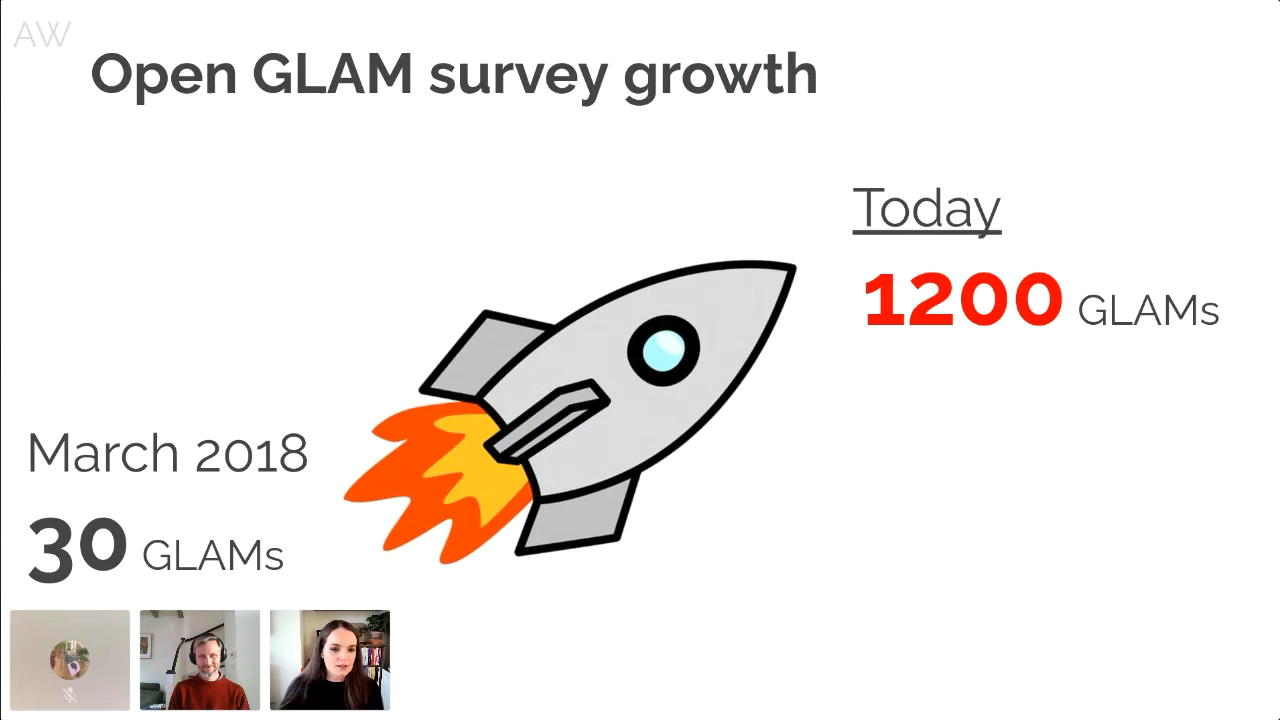 AW
Open GLAM survey growth
Today
1200 GLAMs
March 2018
30 GLAMs